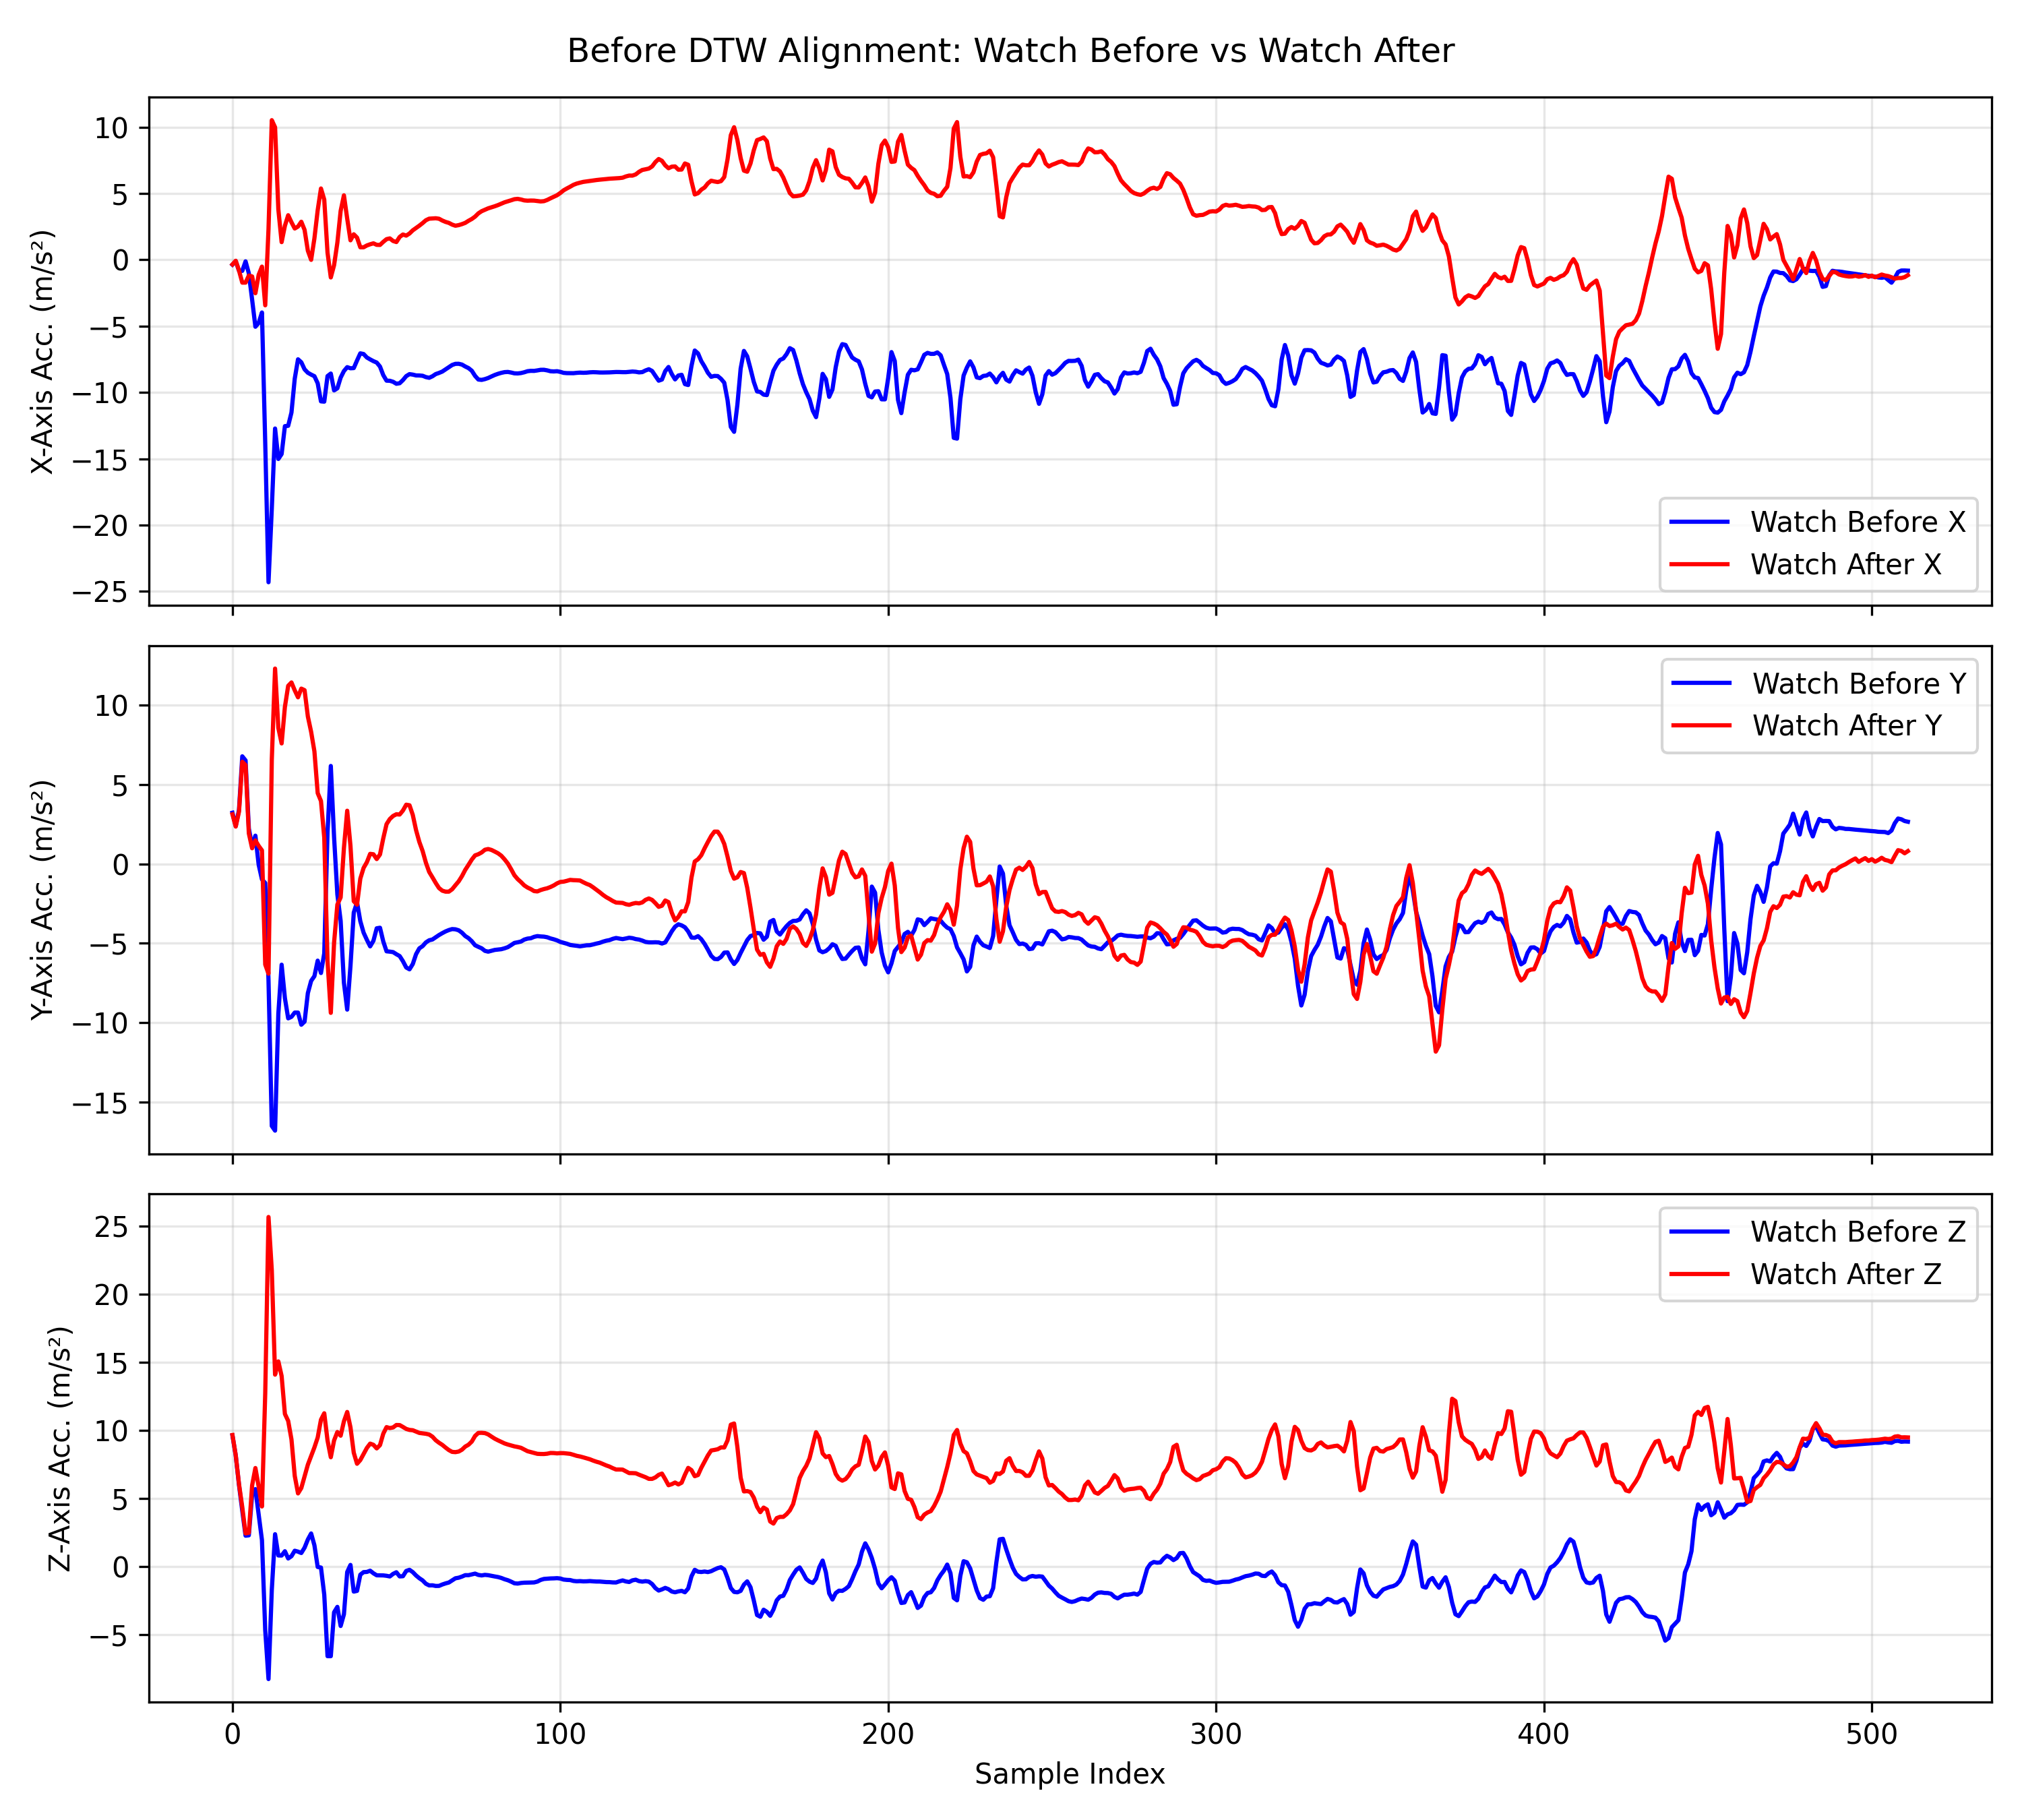 Before DTW Alignment: Watch Before vs Watch After
10
5
0
−5
−10
−15
−20
−25
X-Axis Acc. (m/s²)
Watch Before X
Watch After X
10
5
0
−5
−10
−15
Y-Axis Acc. (m/s²)
Watch Before Y
Watch After Y
25
20
15
10
5
0
−5
Z-Axis Acc. (m/s²)
Watch Before Z
Watch After Z
0 100 200 300 400 500
Sample Index